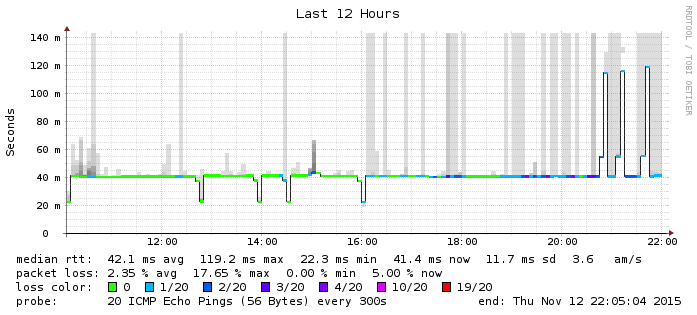 Last 12 Hours
RRDTOOL / TOBI OETIKER
Seconds
140 m
120 m
100 m
80 m
60 m
40 m
20 m
0
12:00 14:00 16:00 18:00 20:00 22:00
median rtt: 42.1 ms avg 119.2 ms max 22.3 ms min 41.4 ms now 11.7 ms sd 3.6 am/s
packet loss: 2.35 % avg 17.65 % max 0.00 % min 5.00 % now
loss color: 0 1/20 2/20 3/20 4/20 10/20 19/20
probe: 20 ICMP Echo Pings (56 Bytes) every 300s end: Thu Nov 12 22:05:04 2015